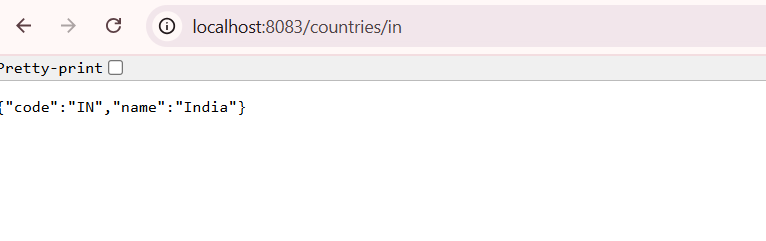 localhost:8083/countries/in
Pretty-print
{"code":"IN","name":"India"}